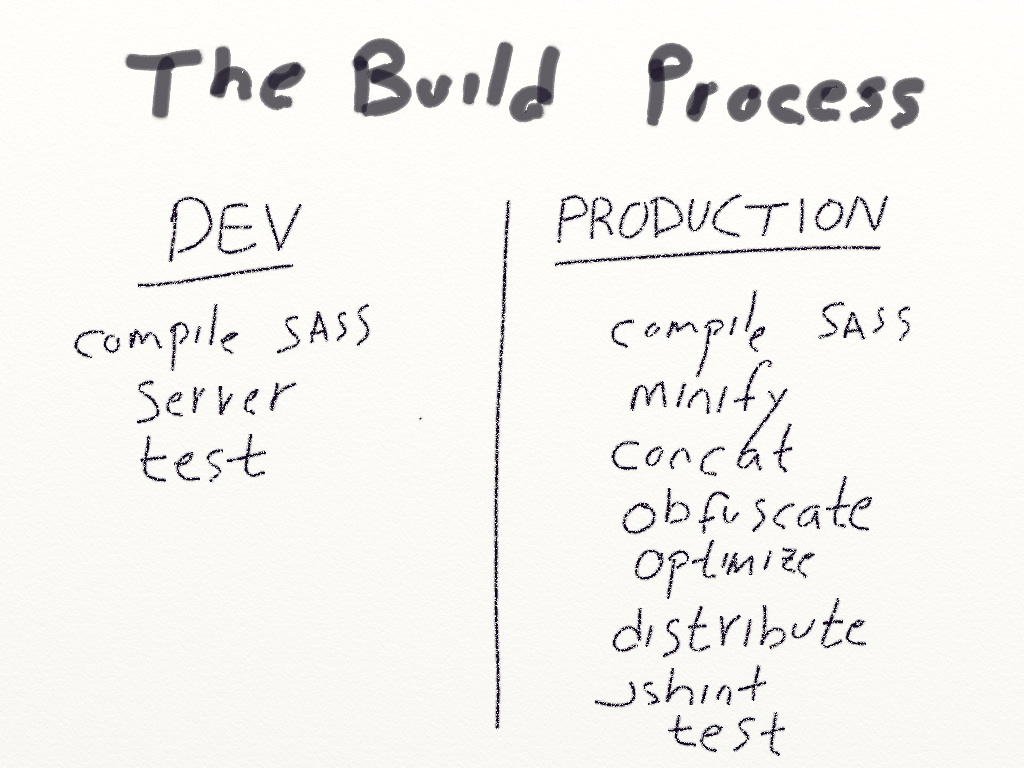 The Build Process
DEV
compile SASS
server
test
PRODUCTION
compile SASS
minify
concat
obfuscate
optimize
distribute
jshint
test